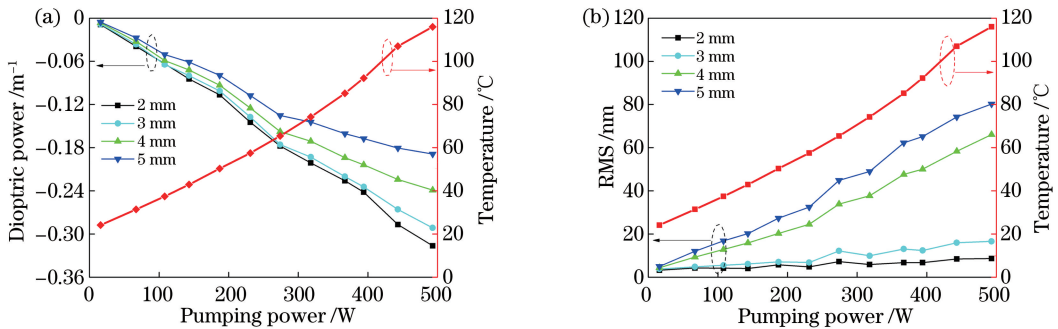 (a)
0
−0.06
−0.12
−0.18
−0.24
−0.30
−0.36
Dioptric power /m⁻¹
2 mm
3 mm
4 mm
5 mm
0 100 200 300 400 500
Pumping power /W
120
100
80
60
40
20
0
Temperature /℃
(b)
120
100
80
60
40
20
0
RMS /nm
2 mm
3 mm
4 mm
5 mm
0 100 200 300 400 500
Pumping power /W
120
100
80
60
40
20
0
Temperature /℃